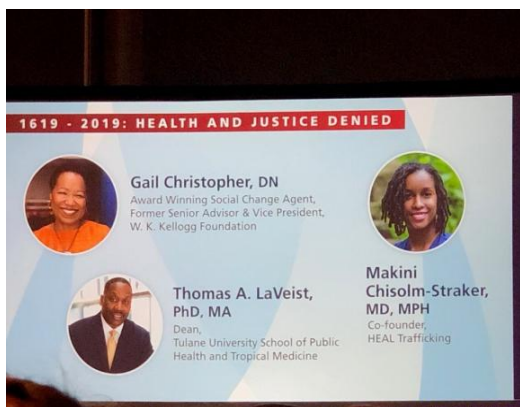 1619 - 2019: HEALTH AND JUSTICE DENIED
Gail Christopher, DN
Award Winning Social Change Agent,
Former Senior Advisor & Vice President,
W. K. Kellogg Foundation
Thomas A. LaVeist,
PhD, MA
Dean,
Tulane University School of Public
Health and Tropical Medicine
Makini
Chisolm-Straker,
MD, MPH
Co-founder,
HEAL Trafficking